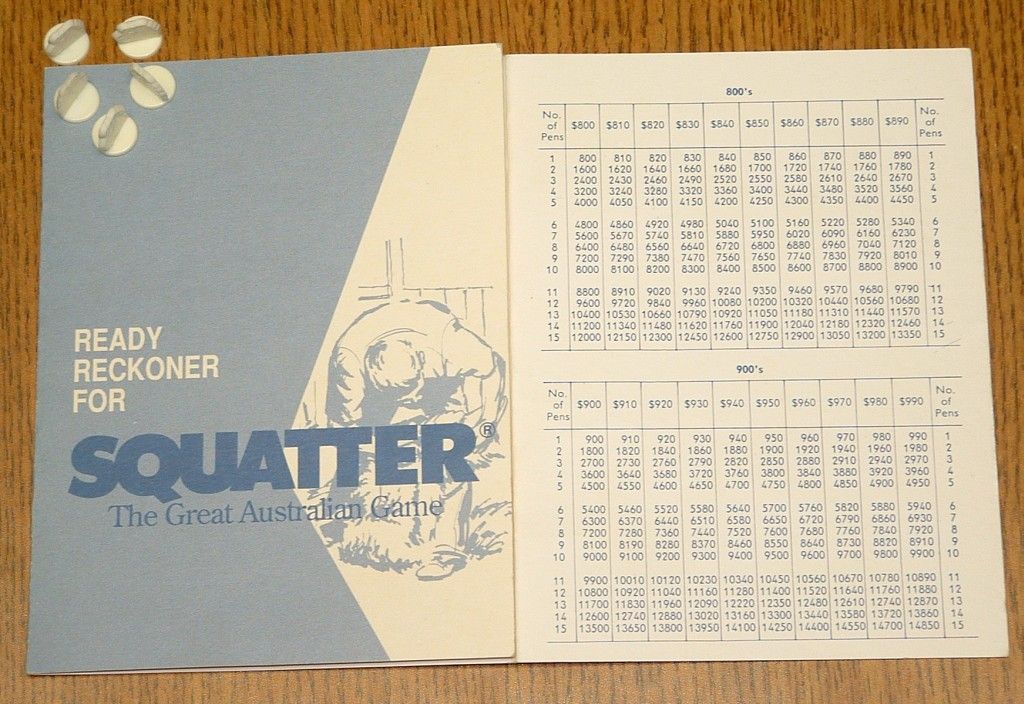 READY
RECKONER
FOR
SQUATTER®
The Great Australian Game
800's
No. of Pens $800 $810 $820 $830 $840 $850 $860 $870 $880 $890 No. of Pens
1 800 810 820 830 840 850 860 870 880 890 1
2 1600 1620 1640 1660 1680 1700 1720 1740 1760 1780 2
3 2400 2430 2460 2490 2520 2550 2580 2610 2640 2670 3
4 3200 3240 3280 3320 3360 3400 3440 3480 3520 3560 4
5 4000 4050 4100 4150 4200 4250 4300 4350 4400 4450 5
6 4800 4860 4920 4980 5040 5100 5160 5220 5280 5340 6
7 5600 5670 5740 5810 5880 5950 6020 6090 6160 6230 7
8 6400 6480 6560 6640 6720 6800 6880 6960 7040 7120 8
9 7200 7290 7380 7470 7560 7650 7740 7830 7920 8010 9
10 8000 8100 8200 8300 8400 8500 8600 8700 8800 8900 10
11 8800 8910 9020 9130 9240 9350 9460 9570 9680 9790 11
12 9600 9720 9840 9960 10080 10200 10320 10440 10560 10680 12
13 10400 10530 10660 10790 10920 11050 11180 11310 11440 11570 13
14 11200 11340 11480 11620 11760 11900 12040 12180 12320 12460 14
15 12000 12150 12300 12450 12600 12750 12900 13050 13200 13350 15
900's
No. of Pens $900 $910 $920 $930 $940 $950 $960 $970 $980 $990 No. of Pens
1 900 910 920 930 940 950 960 970 980 990 1
2 1800 1820 1840 1860 1880 1900 1920 1940 1960 1980 2
3 2700 2730 2760 2790 2820 2850 2880 2910 2940 2970 3
4 3600 3640 3680 3720 3760 3800 3840 3880 3920 3960 4
5 4500 4550 4600 4650 4700 4750 4800 4850 4900 4950 5
6 5400 5460 5520 5580 5640 5700 5760 5820 5880 5940 6
7 6300 6370 6440 6510 6580 6650 6720 6790 6860 6930 7
8 7200 7280 7360 7440 7520 7600 7680 7760 7840 7920 8
9 8100 8190 8280 8370 8460 8550 8640 8730 8820 8910 9
10 9000 9100 9200 9300 9400 9500 9600 9700 9800 9900 10
11 9900 10010 10120 10230 10340 10450 10560 10670 10780 10890 11
12 10800 10920 11040 11160 11280 11400 11520 11640 11760 11880 12
13 11700 11830 11960 12090 12220 12350 12480 12610 12740 12870 13
14 12600 12740 12880 13020 13160 13300 13440 13580 13720 13860 14
15 13500 13650 13800 13950 14100 14250 14400 14550 14700 14850 15